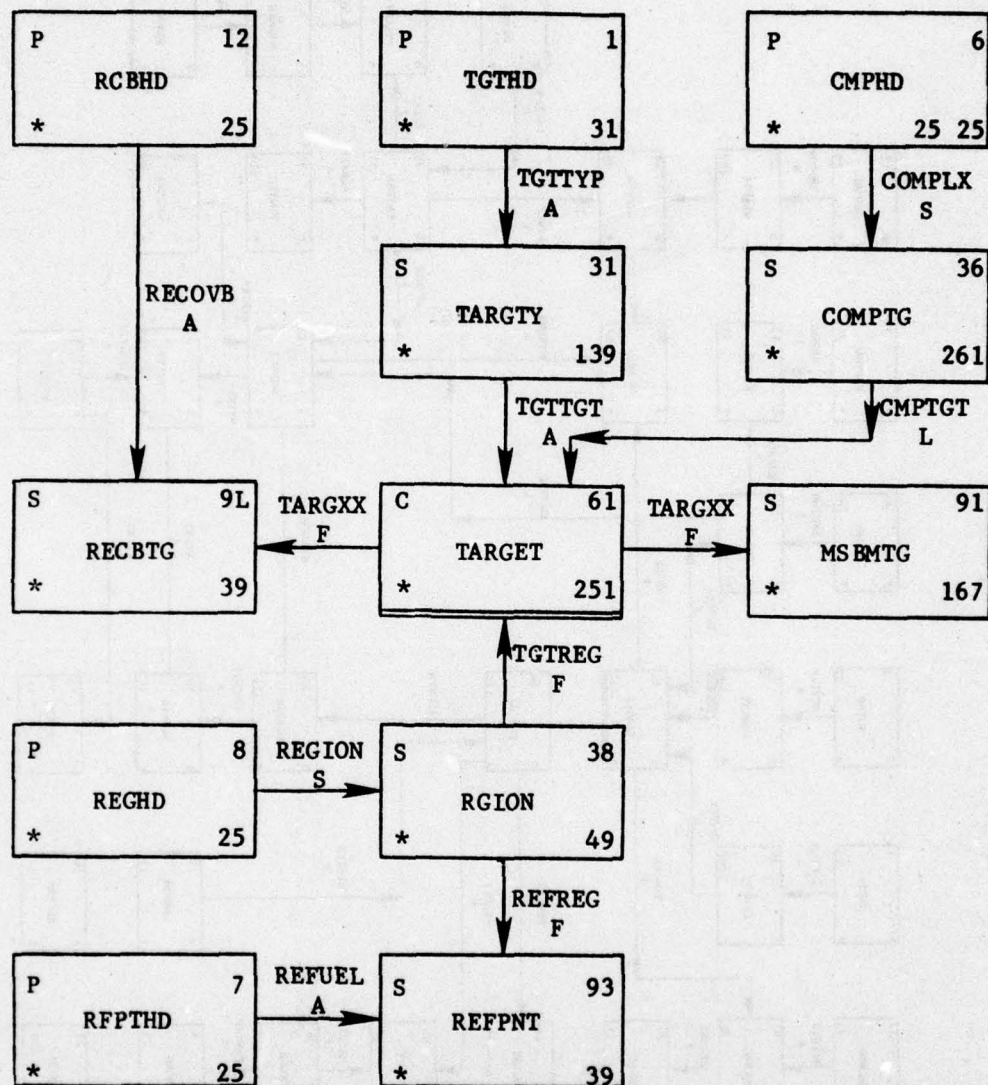 P 12
RCBHD
* 25
P 1
TGTHD
* 31
P 6
CMPHD
* 25 25
TGTTYP
A
COMPLX
S
RECOVB
A
S 31
TARGTY
* 139
S 36
COMPTG
* 261
TGTTGT
A
CMPTGT
L
S 9L
RECBTG
* 39
TARGXX
F
C 61
TARGET
* 251
TARGXX
F
S 91
MSBMTG
* 167
TGTREG
F
P 8
REGHD
* 25
REGION
S
S 38
RGION
* 49
REFREG
F
P 7
RFPTHD
* 25
REFUEL
A
S 93
REFPNT
* 39